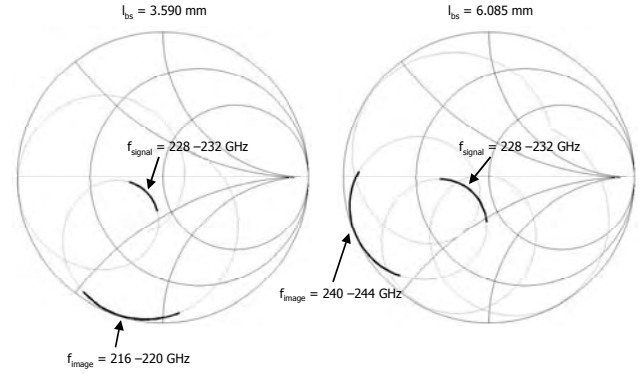 l_bs = 3.590 mm
l_bs = 6.085 mm
f_signal = 228 –232 GHz
f_signal = 228 –232 GHz
f_image = 240 –244 GHz
f_image = 216 –220 GHz